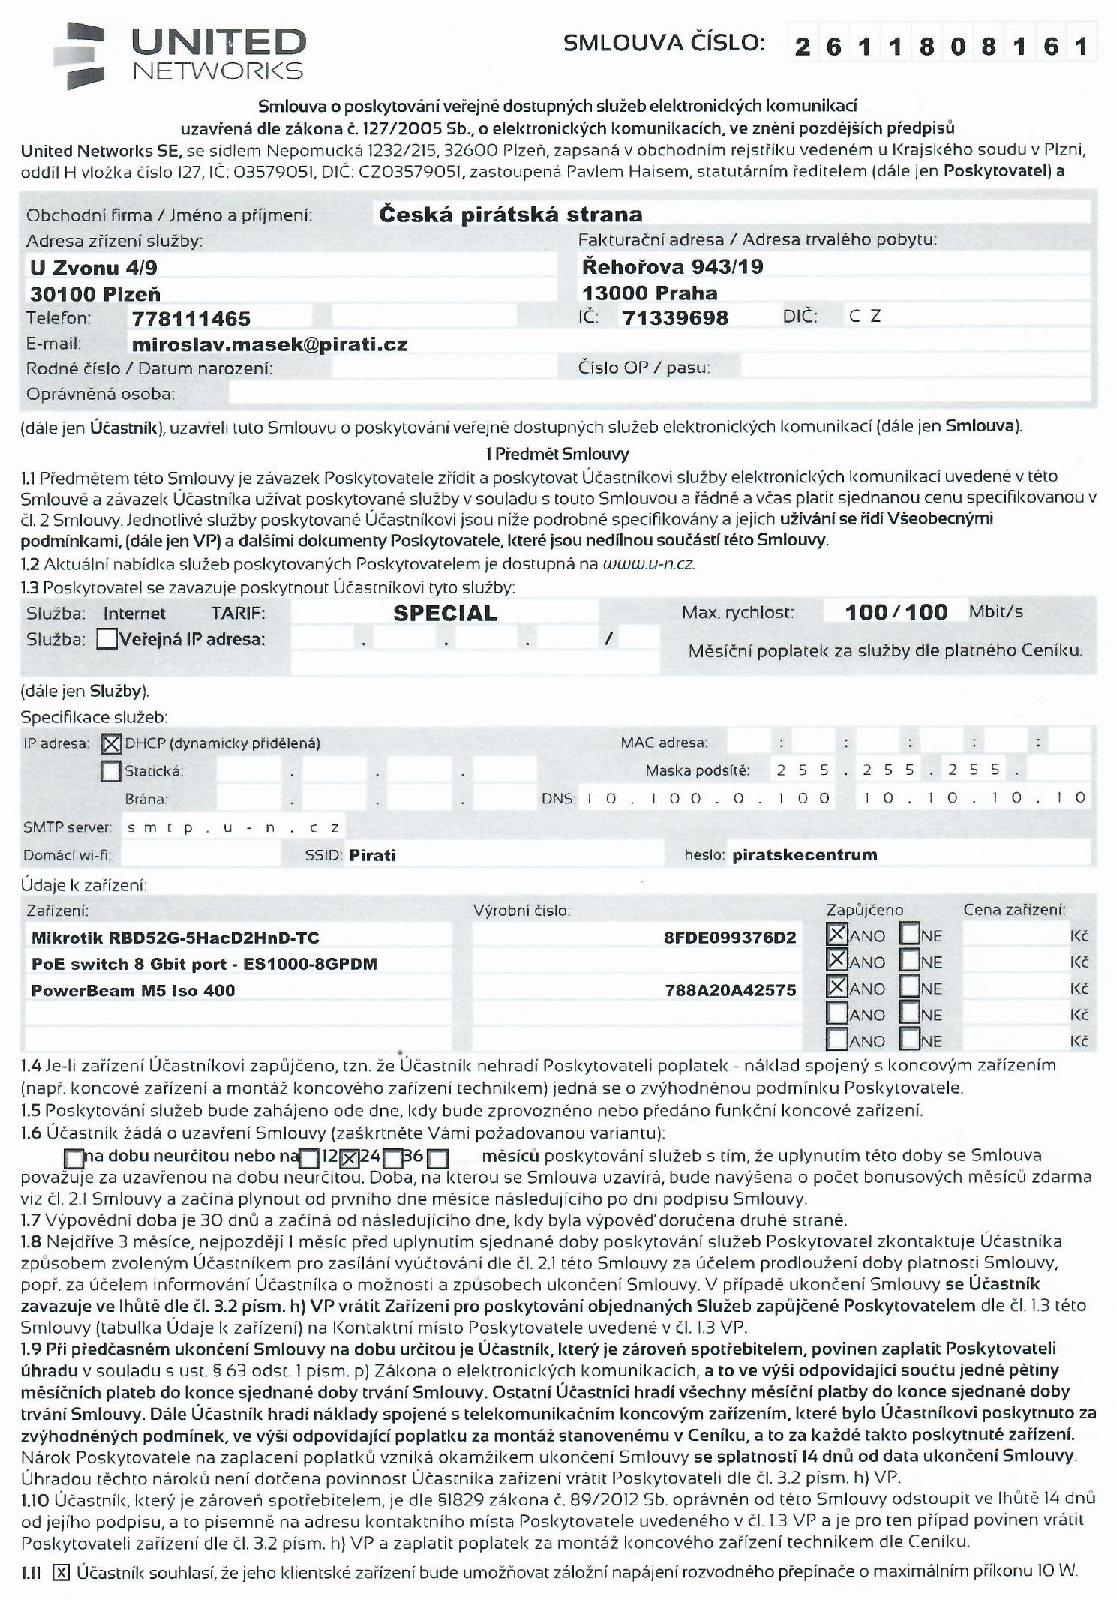 UNITED
NETWORKS
SMLOUVA ČÍSLO: 2 6 1 1 8 0 8 1 6 1
Smlouva o poskytování veřejně dostupných služeb elektronických komunikací
uzavřená dle zákona č. 127/2005 Sb., o elektronických komunikacích, ve znění pozdějších předpisů
United Networks SE, se sídlem Nepomucká 1232/215, 32600 Plzeň, zapsaná v obchodním rejstříku vedeném u Krajského soudu v Plzni,
oddíl H vložka číslo 127, IČ: 03579051, DIČ: CZ03579051, zastoupená Pavlem Haisem, statutárním ředitelem (dále jen Poskytovatel) a
Obchodní firma / Jméno a příjmení: Česká pirátská strana
Adresa zřízení služby: Fakturační adresa / Adresa trvalého pobytu:
U Zvonu 4/9 Řehořova 943/19
30100 Plzeň 13000 Praha
Telefon: 778111465 IČ: 71339698 DIČ: C Z
E-mail: miroslav.masek@pirati.cz
Rodné číslo / Datum narození: Číslo OP / pasu:
Oprávněná osoba:
(dále jen Účastník), uzavřeli tuto Smlouvu o poskytování veřejně dostupných služeb elektronických komunikací (dále jen Smlouva).
I Předmět Smlouvy
1.1 Předmětem této Smlouvy je závazek Poskytovatele zřídit a poskytovat Účastníkovi služby elektronických komunikací uvedené v této
Smlouvě a závazek Účastníka užívat poskytované služby v souladu s touto Smlouvou a řádně a včas platit sjednanou cenu specifikovanou v
čl. 2 Smlouvy. Jednotlivé služby poskytované Účastníkovi jsou níže podrobně specifikovány a jejich užívání se řídí Všeobecnými
podmínkami, (dále jen VP) a dalšími dokumenty Poskytovatele, které jsou nedílnou součástí této Smlouvy.
1.2 Aktuální nabídka služeb poskytovaných Poskytovatelem je dostupná na www.u-n.cz.
1.3 Poskytovatel se zavazuje poskytnout Účastníkovi tyto služby:
Služba: Internet TARIF: SPECIAL Max. rychlost: 100/100 Mbit/s
Služba: Veřejná IP adresa: . . . /
Měsíční poplatek za služby dle platného Ceníku.
(dále jen Služby).
Specifikace služeb:
IP adresa: DHCP (dynamicky přidělená) MAC adresa: : : : : :
Statická: . . . Maska podsítě: 2 5 5 . 2 5 5 . 2 5 5 .
Brána: . . . DNS: 1 0 . 1 0 0 . 0 . 1 0 0 1 0 . 1 0 . 1 0 . 1 0
SMTP server: s m t p . u - n . c z
Domácí wi-fi: SSID: Pirati heslo: piratskecentrum
Údaje k zařízení:
Zařízení: Výrobní číslo: Zapůjčeno Cena zařízení:
Mikrotik RBD52G-5HacD2HnD-TC 8FDE099376D2 ANO NE Kč
PoE switch 8 Gbit port - ES1000-8GPDM ANO NE Kč
PowerBeam M5 Iso 400 788A20A42575 ANO NE Kč
ANO NE Kč
ANO NE Kč
1.4 Je-li zařízení Účastníkovi zapůjčeno, tzn. že Účastník nehradí Poskytovateli poplatek - náklad spojený s koncovým zařízením
(např. koncové zařízení a montáž koncového zařízení technikem) jedná se o zvýhodněnou podmínku Poskytovatele.
1.5 Poskytování služeb bude zahájeno ode dne, kdy bude zprovozněno nebo předáno funkční koncové zařízení.
1.6 Účastník žádá o uzavření Smlouvy (zaškrtněte Vámi požadovanou variantu):
na dobu neurčitou nebo na 12 24 36 měsíců poskytování služeb s tím, že uplynutím této doby se Smlouva
považuje za uzavřenou na dobu neurčitou. Doba, na kterou se Smlouva uzavírá, bude navýšena o počet bonusových měsíců zdarma
viz čl. 2.1 Smlouvy a začíná plynout od prvního dne měsíce následujícího po dni podpisu Smlouvy.
1.7 Výpovědní doba je 30 dnů a začíná od následujícího dne, kdy byla výpověď doručena druhé straně.
1.8 Nejdříve 3 měsíce, nejpozději 1 měsíc před uplynutím sjednané doby poskytování služeb Poskytovatel zkontaktuje Účastníka
způsobem zvoleným Účastníkem pro zasílání vyúčtování dle čl. 2.1 této Smlouvy za účelem prodloužení doby platnosti Smlouvy,
popř. za účelem informování Účastníka o možnosti a způsobech ukončení Smlouvy. V případě ukončení Smlouvy se Účastník
zavazuje ve lhůtě dle čl. 3.2 písm. h) VP vrátit Zařízení pro poskytování objednaných Služeb zapůjčené Poskytovatelem dle čl. 1.3 této
Smlouvy (tabulka Údaje k zařízení) na Kontaktní místo Poskytovatele uvedené v čl. 1.3 VP.
1.9 Při předčasném ukončení Smlouvy na dobu určitou je Účastník, který je zároveň spotřebitelem, povinen zaplatit Poskytovateli
úhradu v souladu s ust. § 63 odst. 1 písm. p) Zákona o elektronických komunikacích, a to ve výši odpovídající součtu jedné pětiny
měsíčních plateb do konce sjednané doby trvání Smlouvy. Ostatní Účastníci hradí všechny měsíční platby do konce sjednané doby
trvání Smlouvy. Dále Účastník hradí náklady spojené s telekomunikačním koncovým zařízením, které bylo Účastníkovi poskytnuto za
zvýhodněných podmínek, ve výši odpovídající poplatku za montáž stanovenému v Ceníku, a to za každé takto poskytnuté zařízení.
Nárok Poskytovatele na zaplacení poplatků vzniká okamžikem ukončení Smlouvy se splatností 14 dnů od data ukončení Smlouvy.
Úhradou těchto nároků není dotčena povinnost Účastníka zařízení vrátit Poskytovateli dle čl. 3.2 písm. h) VP.
1.10 Účastník, který je zároveň spotřebitelem, je dle §1829 zákona č. 89/2012 Sb. oprávněn od této Smlouvy odstoupit ve lhůtě 14 dnů
od jejího podpisu, a to písemně na adresu kontaktního místa Poskytovatele uvedeného v čl. 1.3 VP a je pro ten případ povinen vrátit
Poskytovateli zařízení dle čl. 3.2 písm. h) VP a zaplatit poplatek za montáž koncového zařízení technikem dle Ceníku.
1.11 x Účastník souhlasí, že jeho klientské zařízení bude umožňovat záložní napájení rozvodného přepínače o maximálním příkonu 10 W.